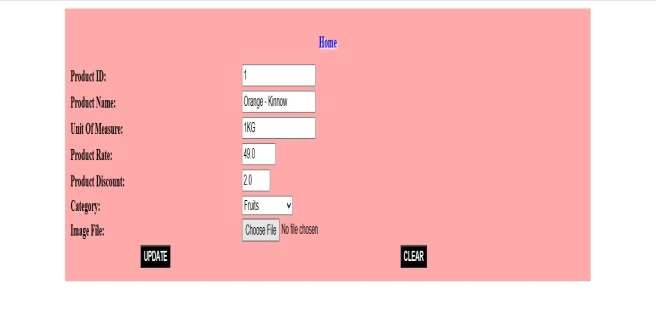 Home
Product ID: 1
Product Name: Orange - Kinnow
Unit Of Measure: 1KG
Product Rate: 49.0
Product Discount: 2.0
Category: Fruits
Image File: Choose File No file chosen
UPDATE CLEAR